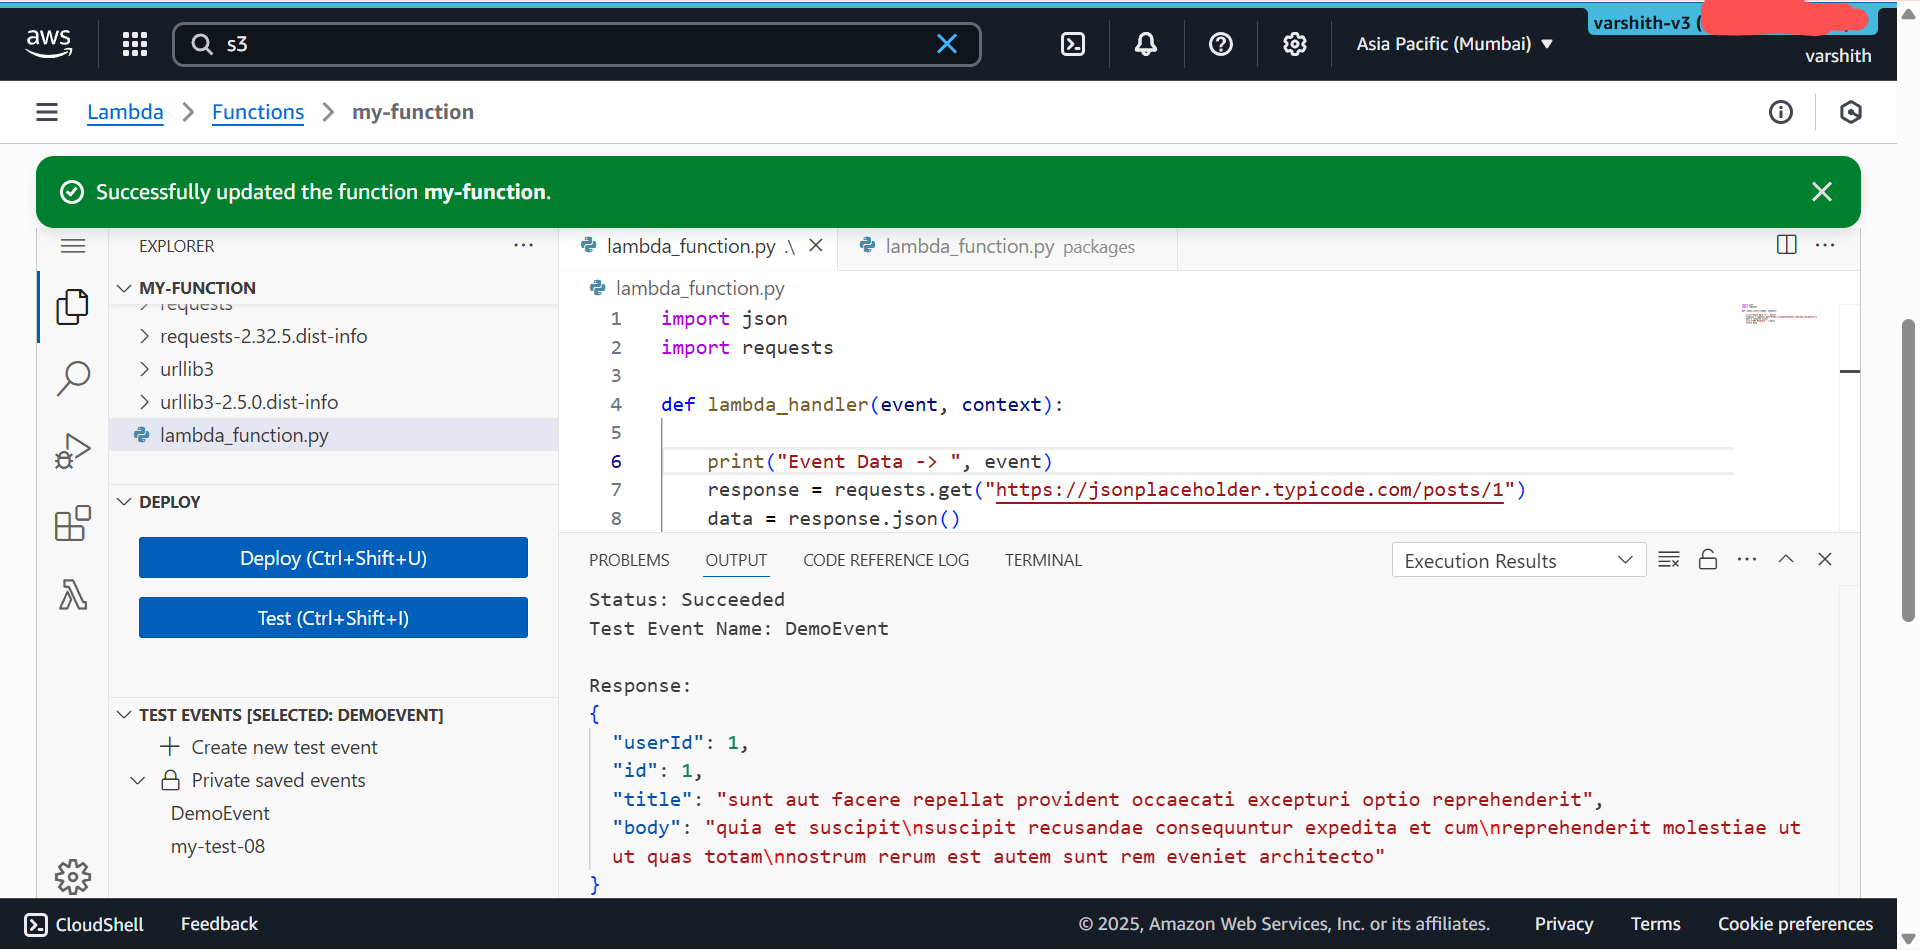 aws
s3
Asia Pacific (Mumbai)
varshith-v3 (
varshith
Lambda
Functions
my-function
Successfully updated the function my-function.
EXPLORER
MY-FUNCTION
requests
requests-2.32.5.dist-info
urllib3
urllib3-2.5.0.dist-info
lambda_function.py
DEPLOY
Deploy (Ctrl+Shift+U)
Test (Ctrl+Shift+I)
TEST EVENTS [SELECTED: DEMOEVENT]
Create new test event
Private saved events
DemoEvent
my-test-08
lambda_function.py .\
lambda_function.py packages
lambda_function.py
1 import json
2 import requests
3
4 def lambda_handler(event, context):
5
6 print("Event Data -> ", event)
7 response = requests.get("https://jsonplaceholder.typicode.com/posts/1")
8 data = response.json()
PROBLEMS OUTPUT CODE REFERENCE LOG TERMINAL
Execution Results
Status: Succeeded
Test Event Name: DemoEvent
Response:
{
"userId": 1,
"id": 1,
"title": "sunt aut facere repellat provident occaecati excepturi optio reprehenderit",
"body": "quia et suscipit\nsuscipit recusandae consequuntur expedita et cum\nreprehenderit molestiae ut
ut quas totam\nnostrum rerum est autem sunt rem eveniet architecto"
}
CloudShell
Feedback
© 2025, Amazon Web Services, Inc. or its affiliates.
Privacy
Terms
Cookie preferences